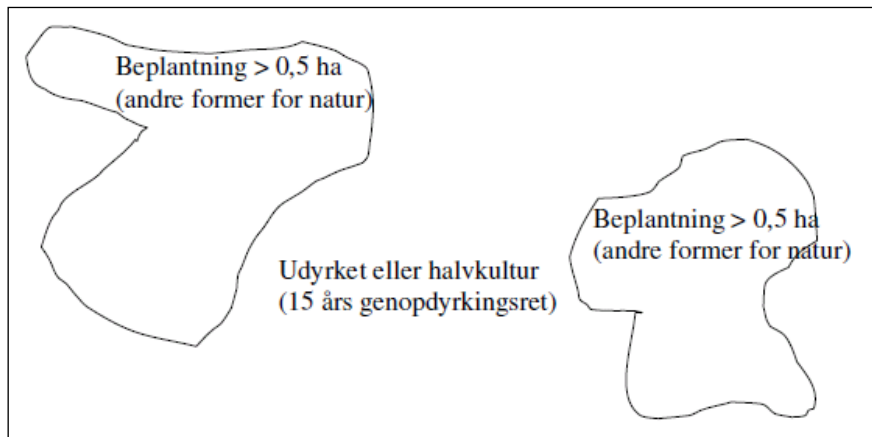 Beplantning > 0,5 ha
(andre former for natur)
Beplantning > 0,5 ha
(andre former for natur)
Udyrket eller halvkultur
(15 års genopdyrkingsret)